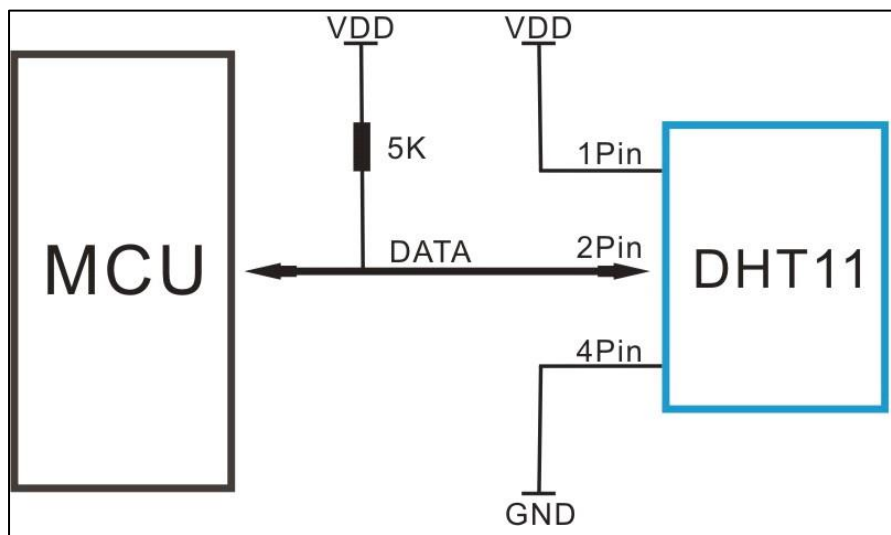 VDD
VDD
5K
1Pin
MCU
DATA
2Pin
DHT11
4Pin
GND